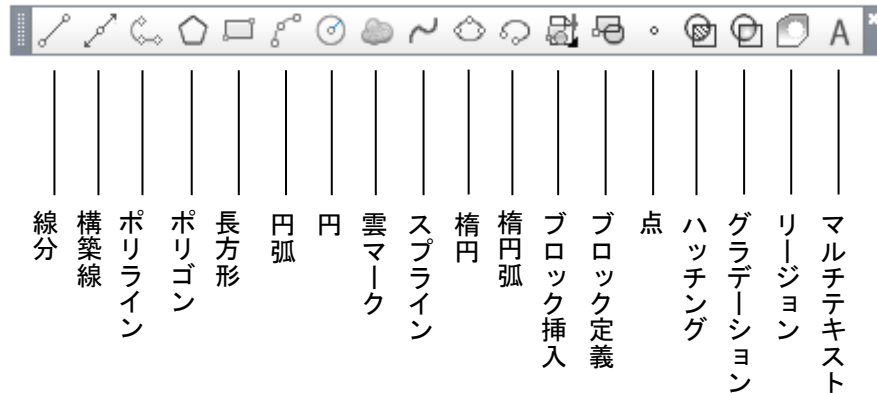 線分
構築線
ポリライン
ポリゴン
長方形
円弧
円
雲マーク
スプライン
楕円
楕円弧
ブロック挿入
ブロック定義
点
ハッチング
グラデーション
リージョン
マルチテキスト